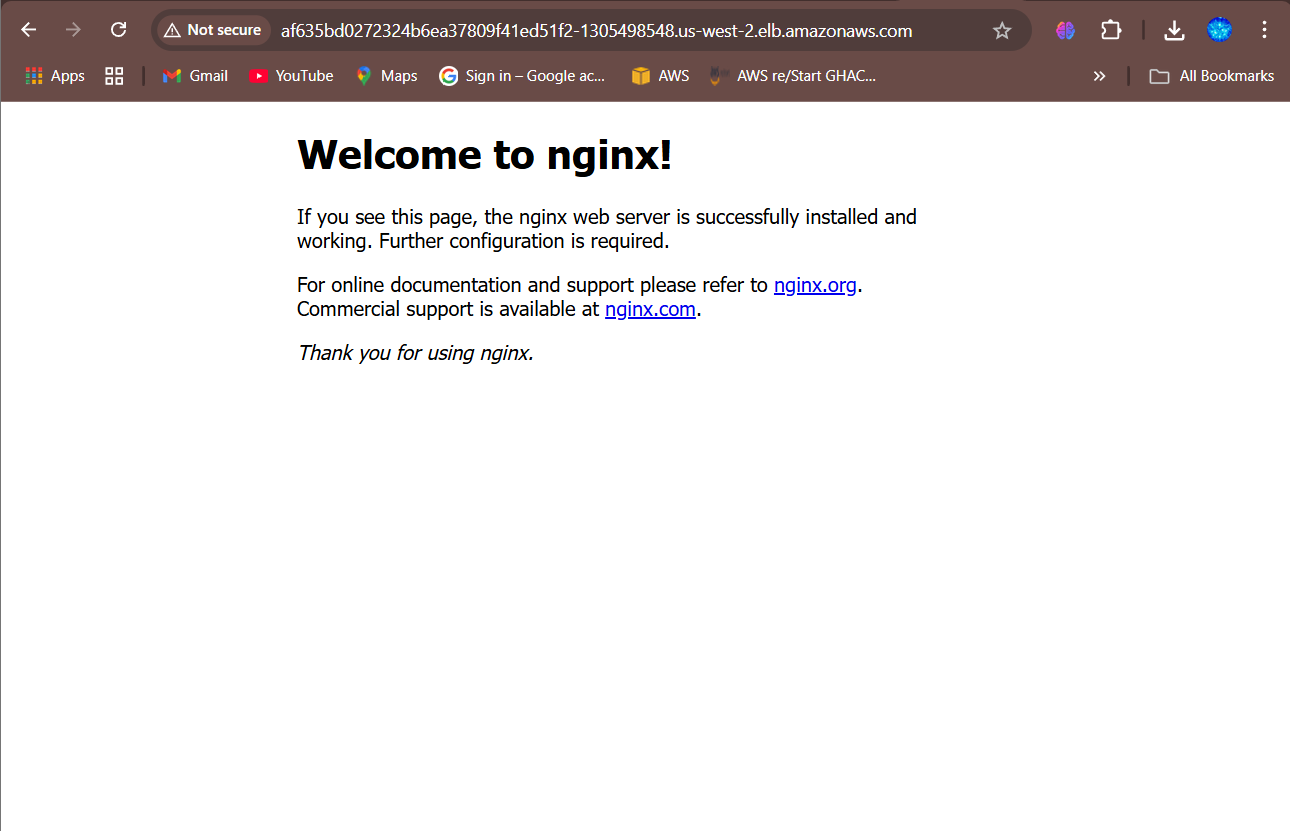 Not secure af635bd0272324b6ea37809f41ed51f2-1305498548.us-west-2.elb.amazonaws.com
Apps Gmail YouTube Maps Sign in – Google ac... AWS AWS re/Start GHAC... » All Bookmarks
Welcome to nginx!
If you see this page, the nginx web server is successfully installed and
working. Further configuration is required.
For online documentation and support please refer to nginx.org.
Commercial support is available at nginx.com.
Thank you for using nginx.